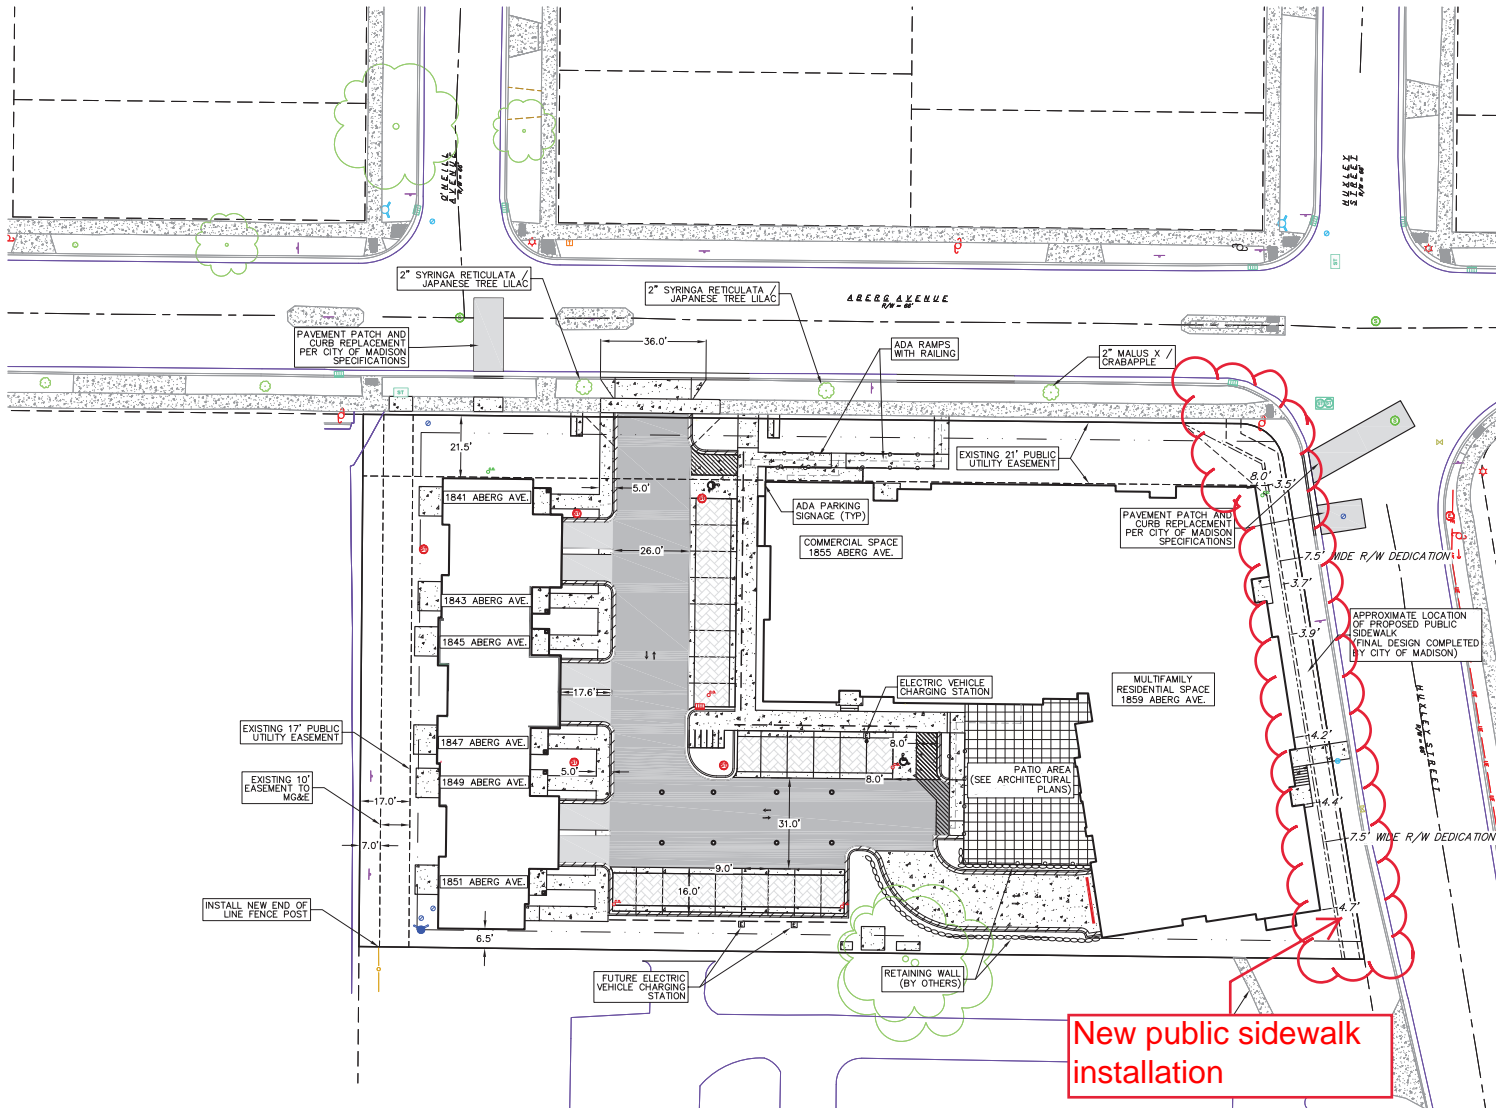 O'NEILL
AVENUE
R/W = 66'
HUXLEY
STREET
R/W = 66'
2" SYRINGA RETICULATA /
JAPANESE TREE LILAC
2" SYRINGA RETICULATA /
JAPANESE TREE LILAC
ABERG AVENUE
R/W = 66'
PAVEMENT PATCH AND
CURB REPLACEMENT
PER CITY OF MADISON
SPECIFICATIONS
36.0'
ADA RAMPS
WITH RAILING
2" MALUS X /
CRABAPPLE
ST
21.5'
EXISTING 21' PUBLIC
UTILITY EASEMENT
8.0'
3.5'
1841 ABERG AVE.
5.0'
ADA PARKING
SIGNAGE (TYP)
PAVEMENT PATCH AND
CURB REPLACEMENT
PER CITY OF MADISON
SPECIFICATIONS
COMMERCIAL SPACE
1855 ABERG AVE.
26.0'
7.5' WIDE R/W DEDICATION
3.7'
1843 ABERG AVE.
APPROXIMATE LOCATION
OF PROPOSED PUBLIC
SIDEWALK
(FINAL DESIGN COMPLETED
BY CITY OF MADISON)
3.9'
1845 ABERG AVE.
MULTIFAMILY
RESIDENTIAL SPACE
1859 ABERG AVE.
ELECTRIC VEHICLE
CHARGING STATION
17.6'
HUXLEY STREET
R/W = 66'
EXISTING 17' PUBLIC
UTILITY EASEMENT
1847 ABERG AVE.
8.0'
4.2'
PATIO AREA
(SEE ARCHITECTURAL
PLANS)
EXISTING 10'
EASEMENT TO
MG&E
1849 ABERG AVE.
5.0'
8.0'
17.0'
4.4'
31.0'
7.0'
7.5' WIDE R/W DEDICATION
9.0'
1851 ABERG AVE.
16.0'
INSTALL NEW END OF
LINE FENCE POST
4.7'
6.5'
FUTURE ELECTRIC
VEHICLE CHARGING
STATION
RETAINING WALL
(BY OTHERS)
New public sidewalk
installation